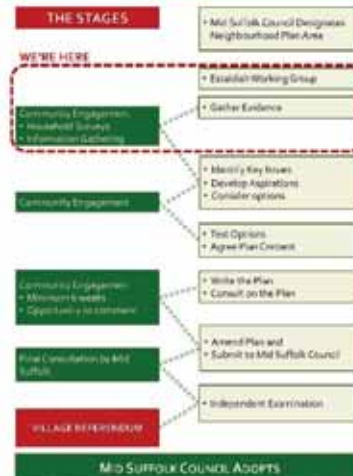 THE STAGES
• Mid Suffolk Council Designates
Neighbourhood Plan Area
WE'RE HERE
• Establish Working Group
• Gather Evidence
Community Engagement
• Household Surveys
• Information Gathering
• Identify Key Issues
• Develop Aspirations
• Consider options
Community Engagement
• Test Options
• Agree Plan Content
• Write the Plan
• Consult on the Plan
Community Engagement
• Minimum 6 weeks
• Opportunity to comment
• Amend Plan and
• Submit to Mid Suffolk Council
Final Consultation by Mid
Suffolk
• Independent Examination
VILLAGE REFERENDUM
MID SUFFOLK COUNCIL ADOPTS